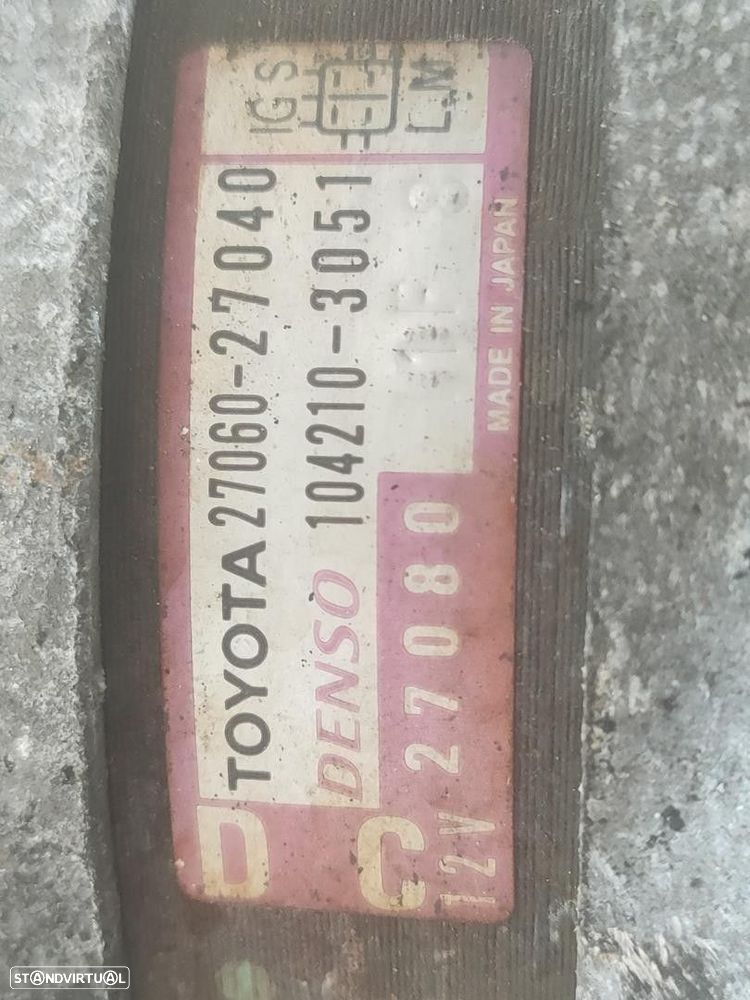 IG S
L M
TOYOTA 27060-27040
DENSO 104210-3051
D
C
12V 27080
MADE IN JAPAN
STANDVIRTUAL